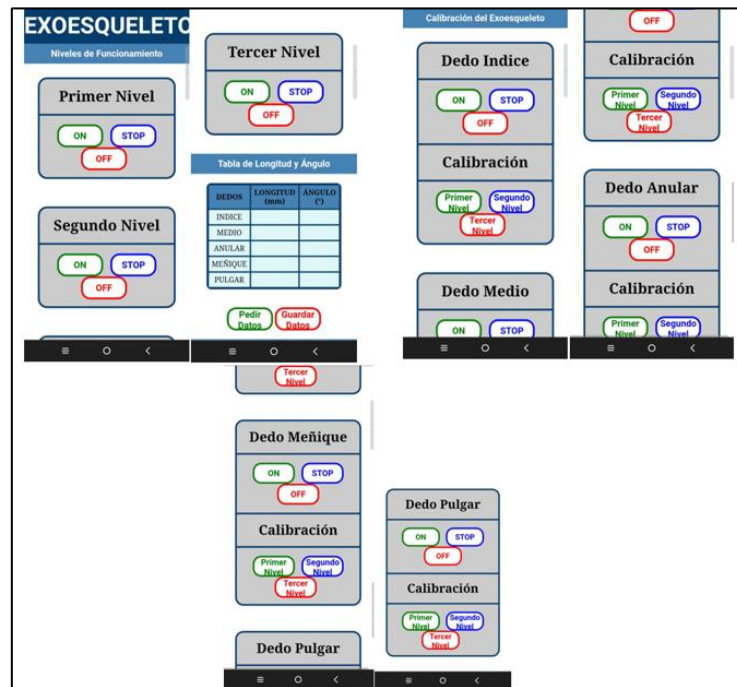 EXOESQUELETO
Niveles de Funcionamiento
Primer Nivel
ON STOP
OFF
Segundo Nivel
ON STOP
OFF
Tercer Nivel
ON STOP
OFF
Tabla de Longitud y Ángulo
DEDOS LONGITUD (mm) ÁNGULO (°)
INDICE
MEDIO
ANULAR
MEÑIQUE
PULGAR
Pedir Guardar
Datos Datos
Calibración del Exoesqueleto
Dedo Indice
ON STOP
OFF
Calibración
Primer Segundo
Nivel Nivel
Tercer
Nivel
Dedo Medio
ON STOP
OFF
Calibración
Primer Segundo
Nivel Nivel
Tercer
Nivel
Dedo Anular
ON STOP
OFF
Calibración
Primer Segundo
Nivel Nivel
Tercer
Nivel
Dedo Meñique
ON STOP
OFF
Calibración
Primer Segundo
Nivel Nivel
Tercer
Nivel
Dedo Pulgar
Dedo Pulgar
ON STOP
OFF
Calibración
Primer Segundo
Nivel Nivel
Tercer
Nivel